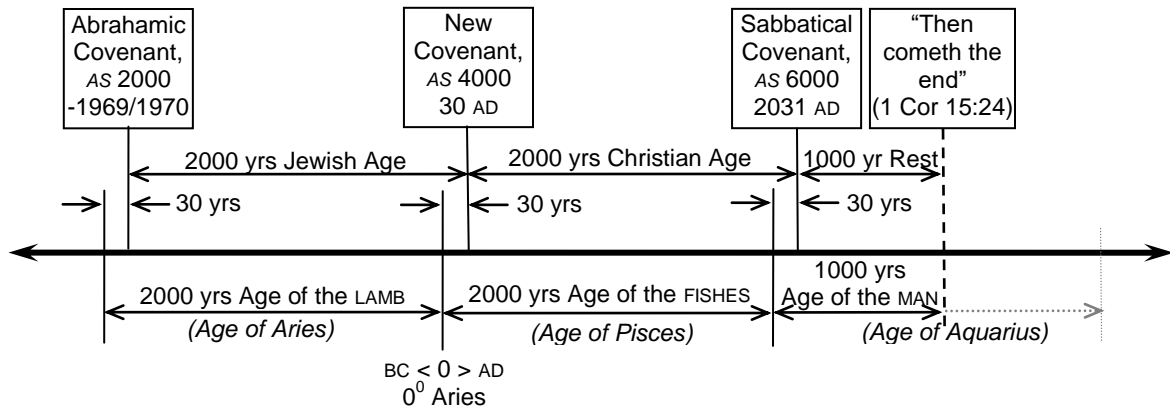 Abrahamic
Covenant,
AS 2000
-1969/1970
New
Covenant,
AS 4000
30 AD
Sabbatical
Covenant,
AS 6000
2031 AD
“Then
cometh the
end”
(1 Cor 15:24)
2000 yrs Jewish Age
2000 yrs Christian Age
1000 yr Rest
30 yrs
30 yrs
30 yrs
2000 yrs Age of the LAMB
(Age of Aries)
2000 yrs Age of the FISHES
(Age of Pisces)
1000 yrs
Age of the MAN
(Age of Aquarius)
BC < 0 > AD
0⁰ Aries